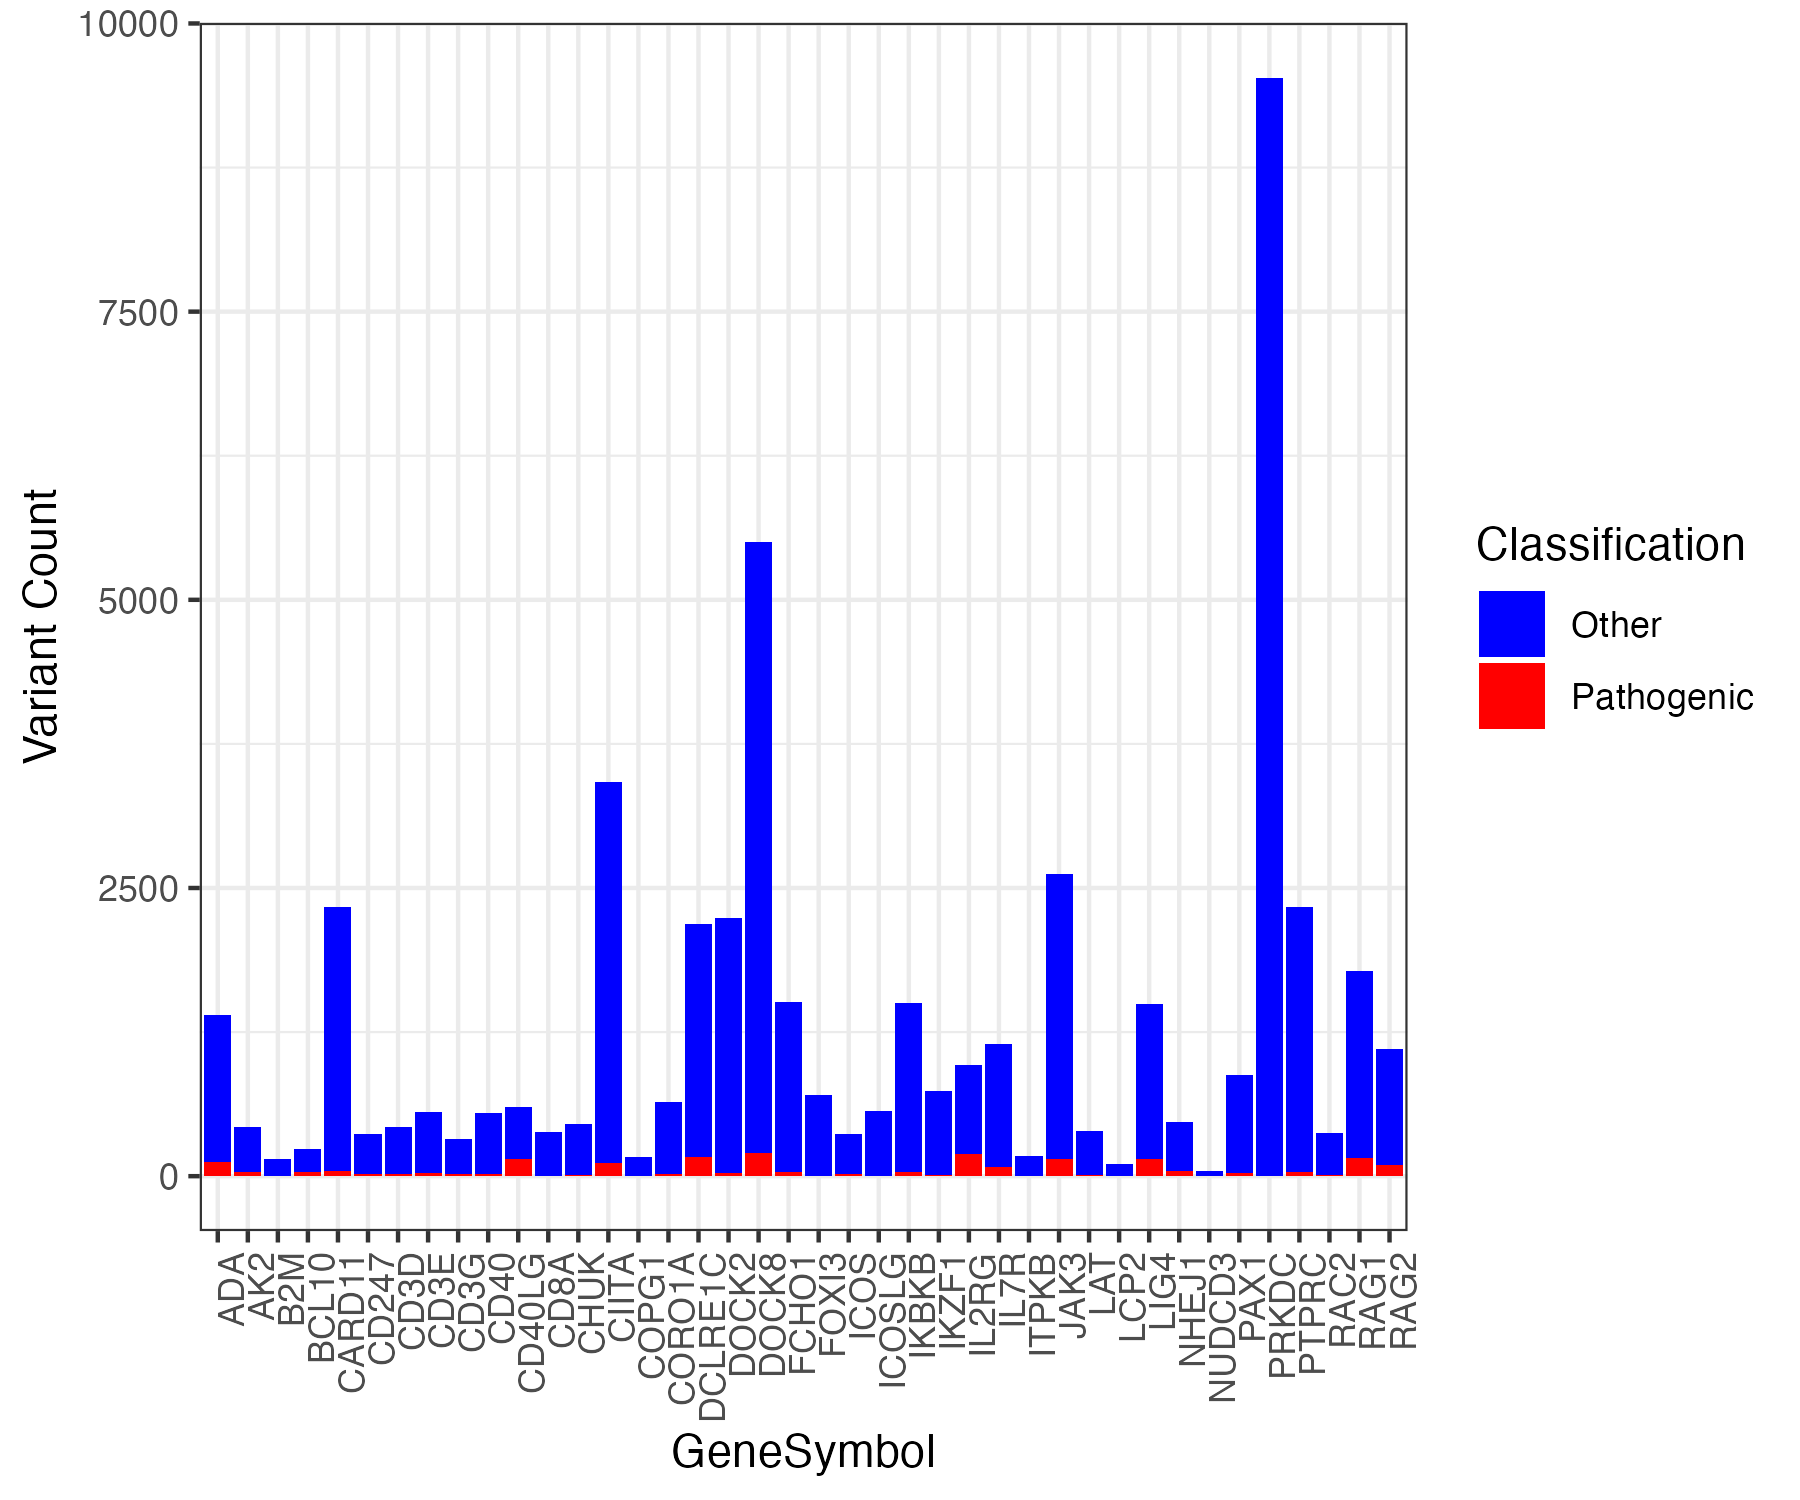 10000
7500
5000
2500
0
Variant Count
ADA
AK2
B2M
BCL10
CARD11
CD247
CD3D
CD3E
CD3G
CD40
CD40LG
CD8A
CHUK
CIITA
COPG1
CORO1A
DCLRE1C
DOCK2
DOCK8
FCHO1
FOXI3
ICOS
ICOSLG
IKBKB
IKZF1
IL2RG
IL7R
ITPKB
JAK3
LAT
LCP2
LIG4
NHEJ1
NUDCD3
PAX1
PRKDC
PTPRC
RAC2
RAG1
RAG2
GeneSymbol
Classification
Other
Pathogenic